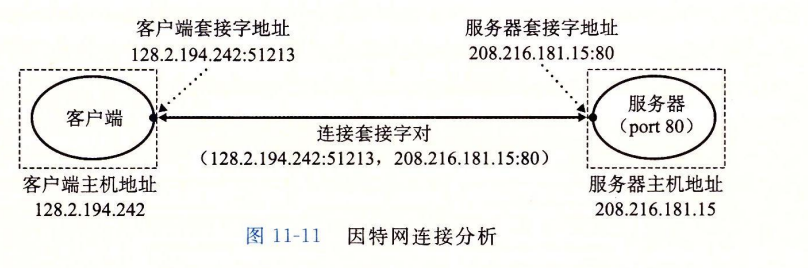 客户端套接字地址
128.2.194.242:51213
服务器套接字地址
208.216.181.15:80
客户端
服务器
（port 80）
连接套接字对
（128.2.194.242:51213，208.216.181.15:80）
客户端主机地址
128.2.194.242
服务器主机地址
208.216.181.15
图 11-11 因特网连接分析